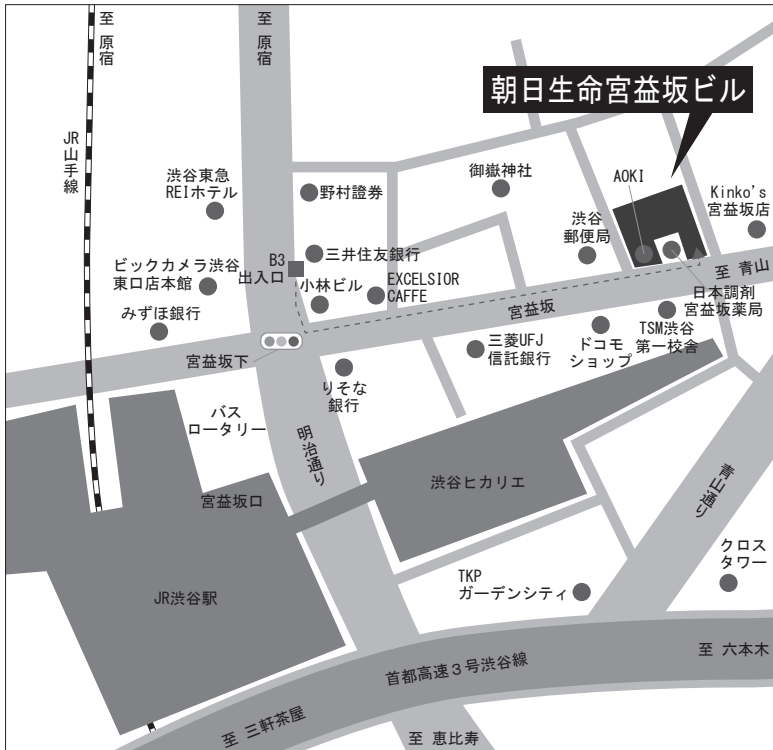 至 原宿
至 原宿
朝日生命宮益坂ビル
JR山手線
渋谷東急
REIホテル
野村證券
御嶽神社
AOKI
Kinko's
宮益坂店
渋谷
郵便局
B3
出入口
三井住友銀行
ビックカメラ渋谷
東口店本館
小林ビル
EXCELSIOR
CAFFE
至 青山
日本調剤
宮益坂薬局
みずほ銀行
宮益坂
宮益坂下
三菱UFJ
信託銀行
ドコモ
ショップ
TSM渋谷
第一校舎
りそな
銀行
バス
ロータリー
明治通り
渋谷ヒカリエ
青山通り
宮益坂口
クロス
タワー
TKP
ガーデンシティ
JR渋谷駅
首都高速3号渋谷線
至 六本木
至 三軒茶屋
至 恵比寿